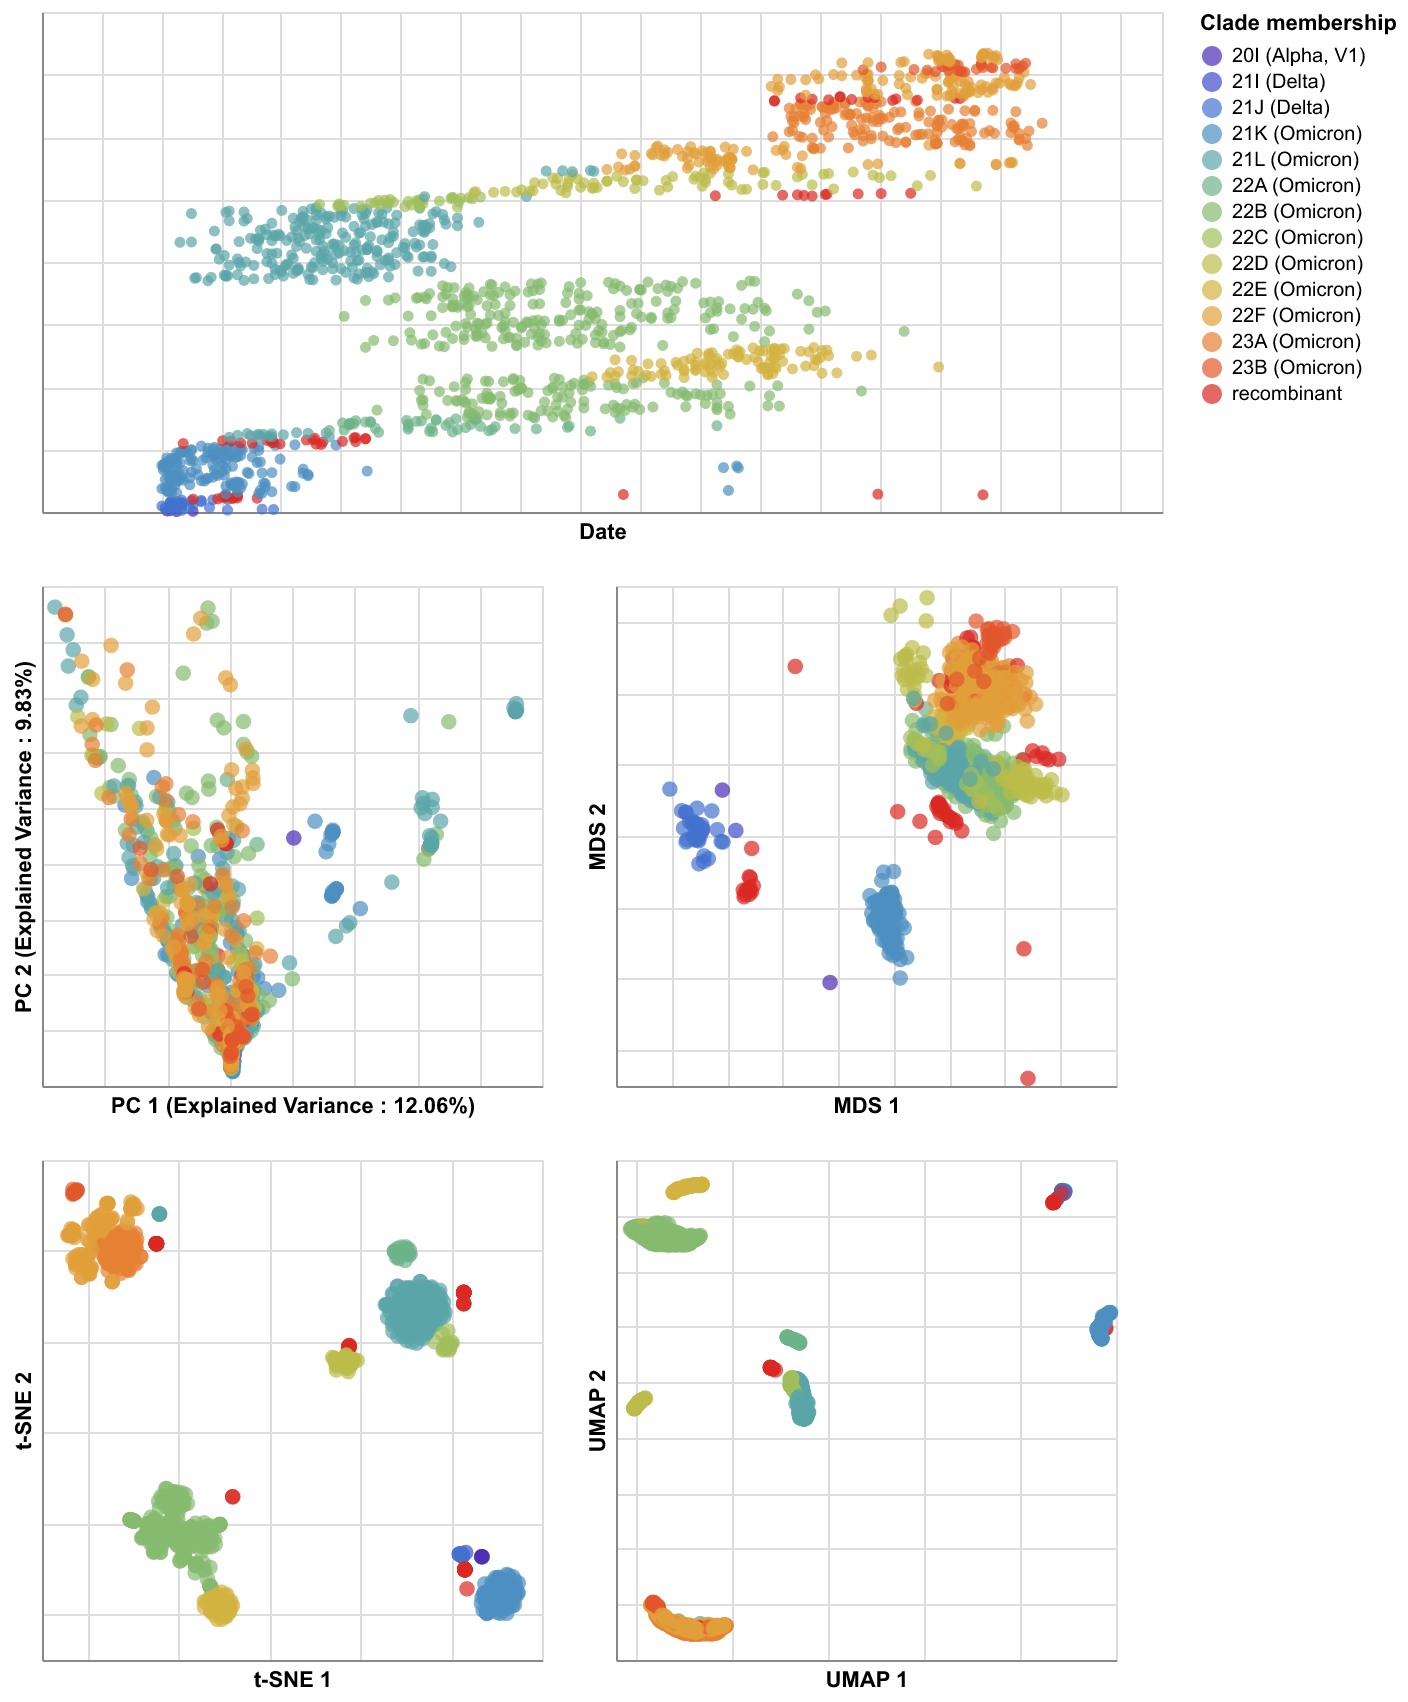 Clade membership
20I (Alpha, V1)
21I (Delta)
21J (Delta)
21K (Omicron)
21L (Omicron)
22A (Omicron)
22B (Omicron)
22C (Omicron)
22D (Omicron)
22E (Omicron)
22F (Omicron)
23A (Omicron)
23B (Omicron)
recombinant
Date
PC 2 (Explained Variance : 9.83%)
PC 1 (Explained Variance : 12.06%)
MDS 2
MDS 1
t-SNE 2
t-SNE 1
UMAP 2
UMAP 1